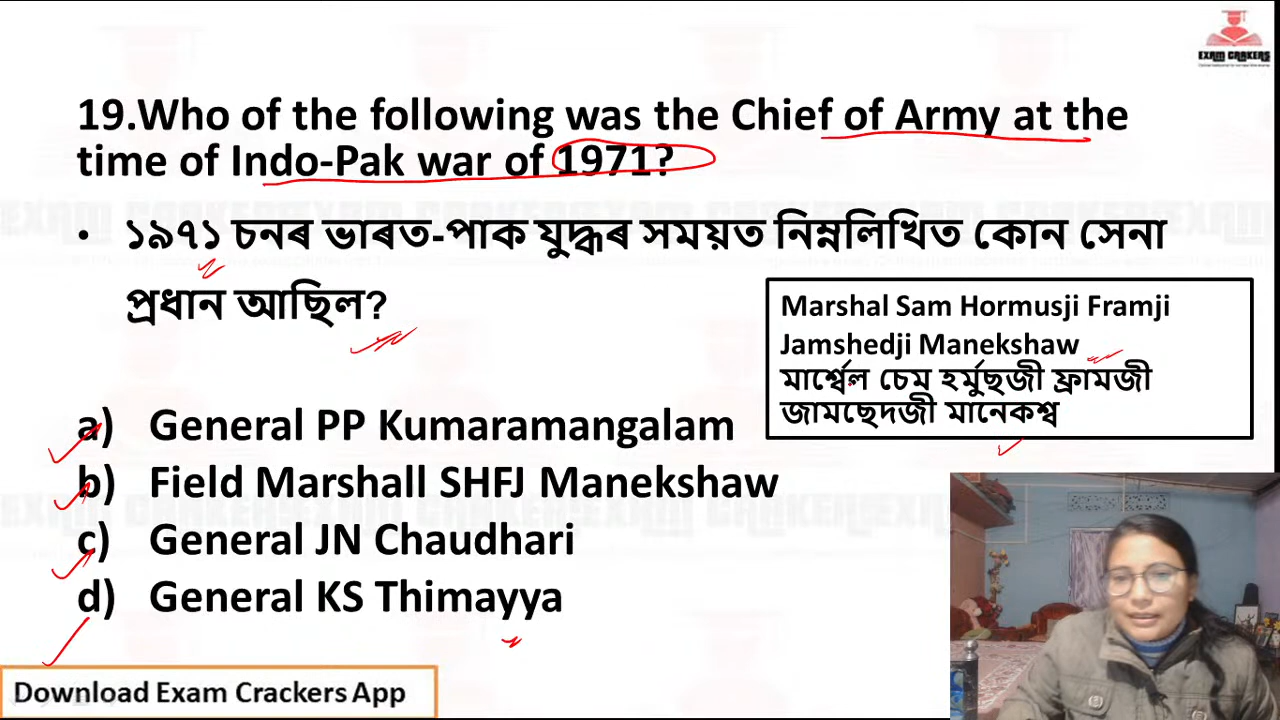 EXAM CRAKERS
19.Who of the following was the Chief of Army at the
time of Indo-Pak war of 1971?
• ১৯৭১ চনৰ ভাৰত-পাক যুদ্ধৰ সময়ত নিম্নলিখিত কোন সেনা
প্ৰধান আছিল?
Marshal Sam Hormusji Framji
Jamshedji Manekshaw
মাৰ্শ্বেল চেম হৰ্মুছজী ফ্ৰামজী
জামছেদজী মানেকশ্ব
a) General PP Kumaramangalam
b) Field Marshall SHFJ Manekshaw
c) General JN Chaudhari
d) General KS Thimayya
Download Exam Crackers App